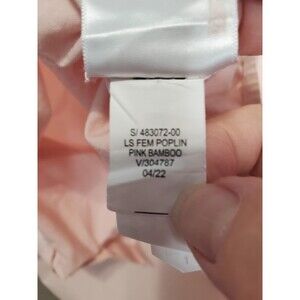 S/ 483072-00
LS FEM POPLIN
PINK BAMBOO
V/304787
04/22